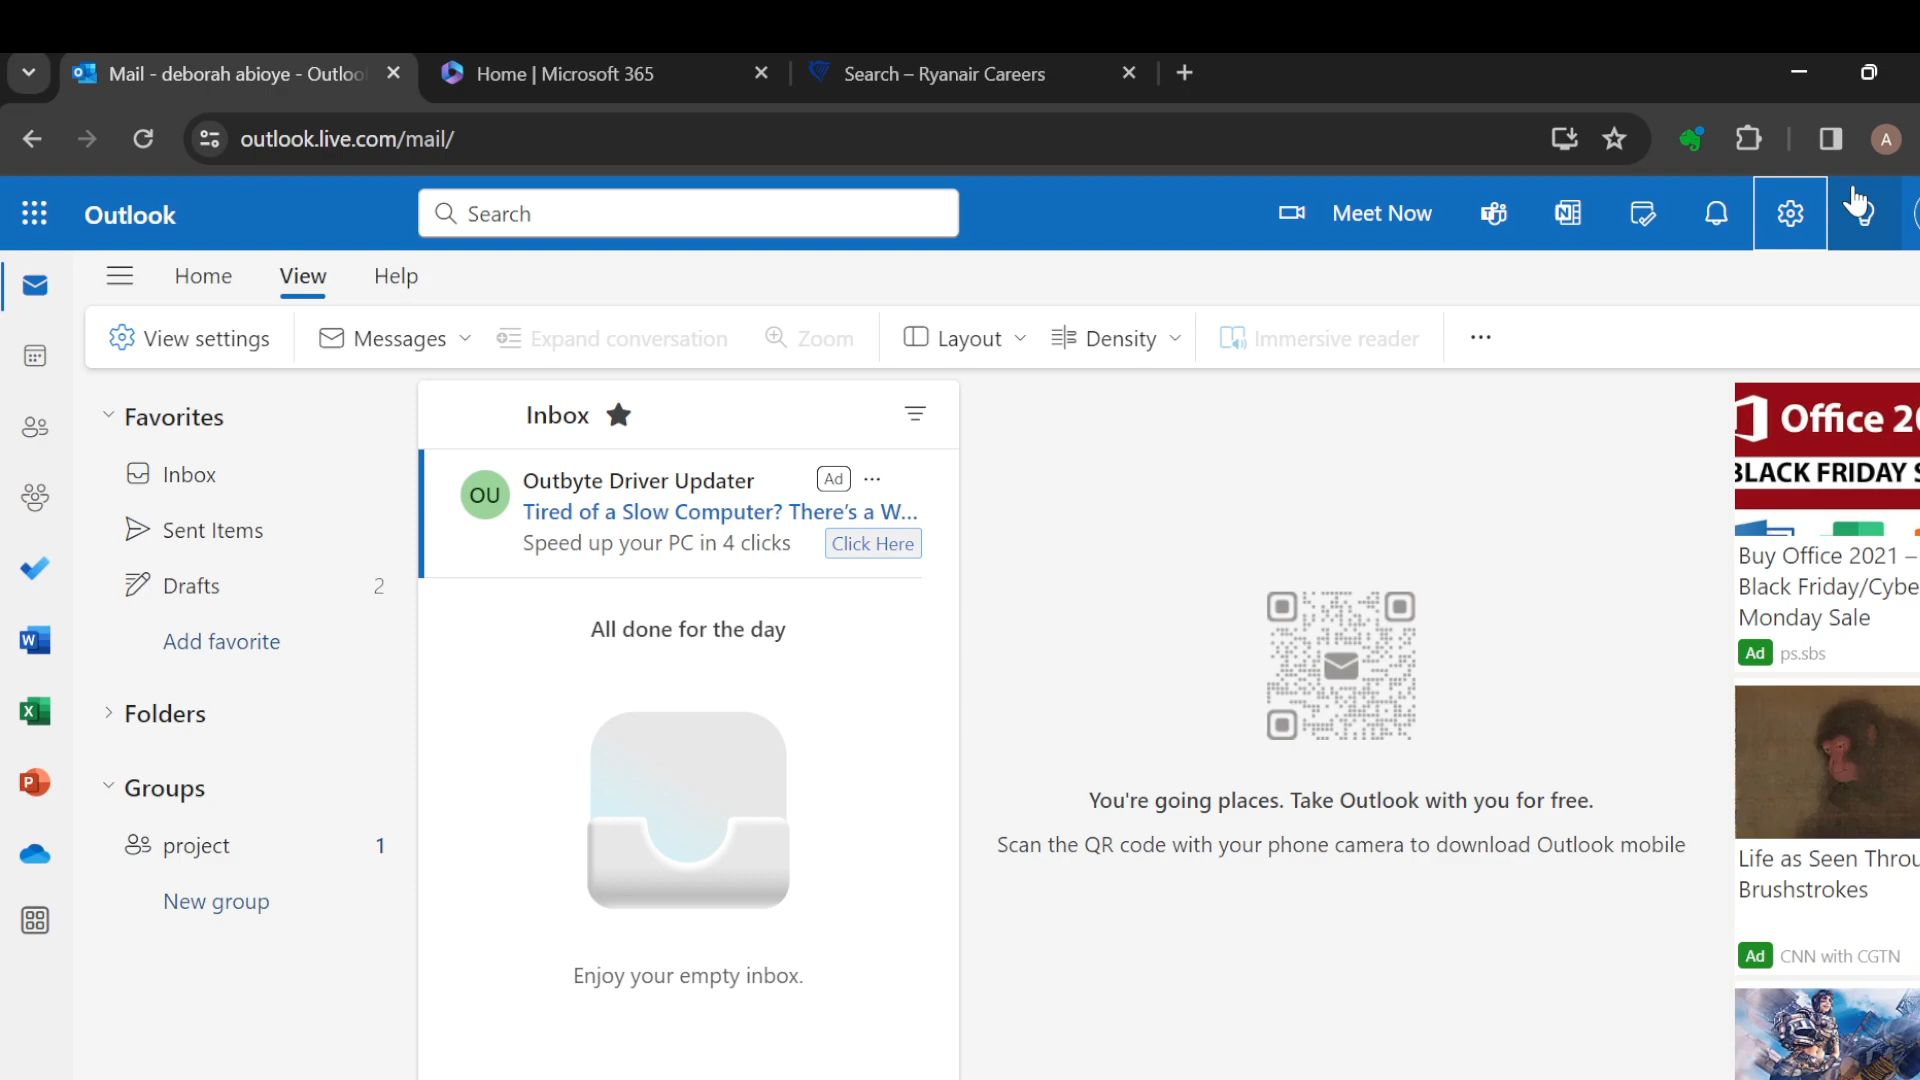 Mail - deborah abioye - Outloo
Home | Microsoft 365
Search – Ryanair Careers
outlook.live.com/mail/
A
Outlook
Search
Meet Now
Home
View
Help
View settings
Messages
Expand conversation
Zoom
Layout
Density
Immersive reader
Favorites
Inbox
Sent Items
Drafts 2
Add favorite
Folders
Groups
project 1
New group
Inbox
OU
Outbyte Driver Updater
Ad
Tired of a Slow Computer? There's a W...
Speed up your PC in 4 clicks
Click Here
All done for the day
Enjoy your empty inbox.
You're going places. Take Outlook with you for free.
Scan the QR code with your phone camera to download Outlook mobile
Office 20
BLACK FRIDAY S
Buy Office 2021 –
Black Friday/Cybe
Monday Sale
Ad ps.sbs
Life as Seen Throu
Brushstrokes
Ad CNN with CGTN